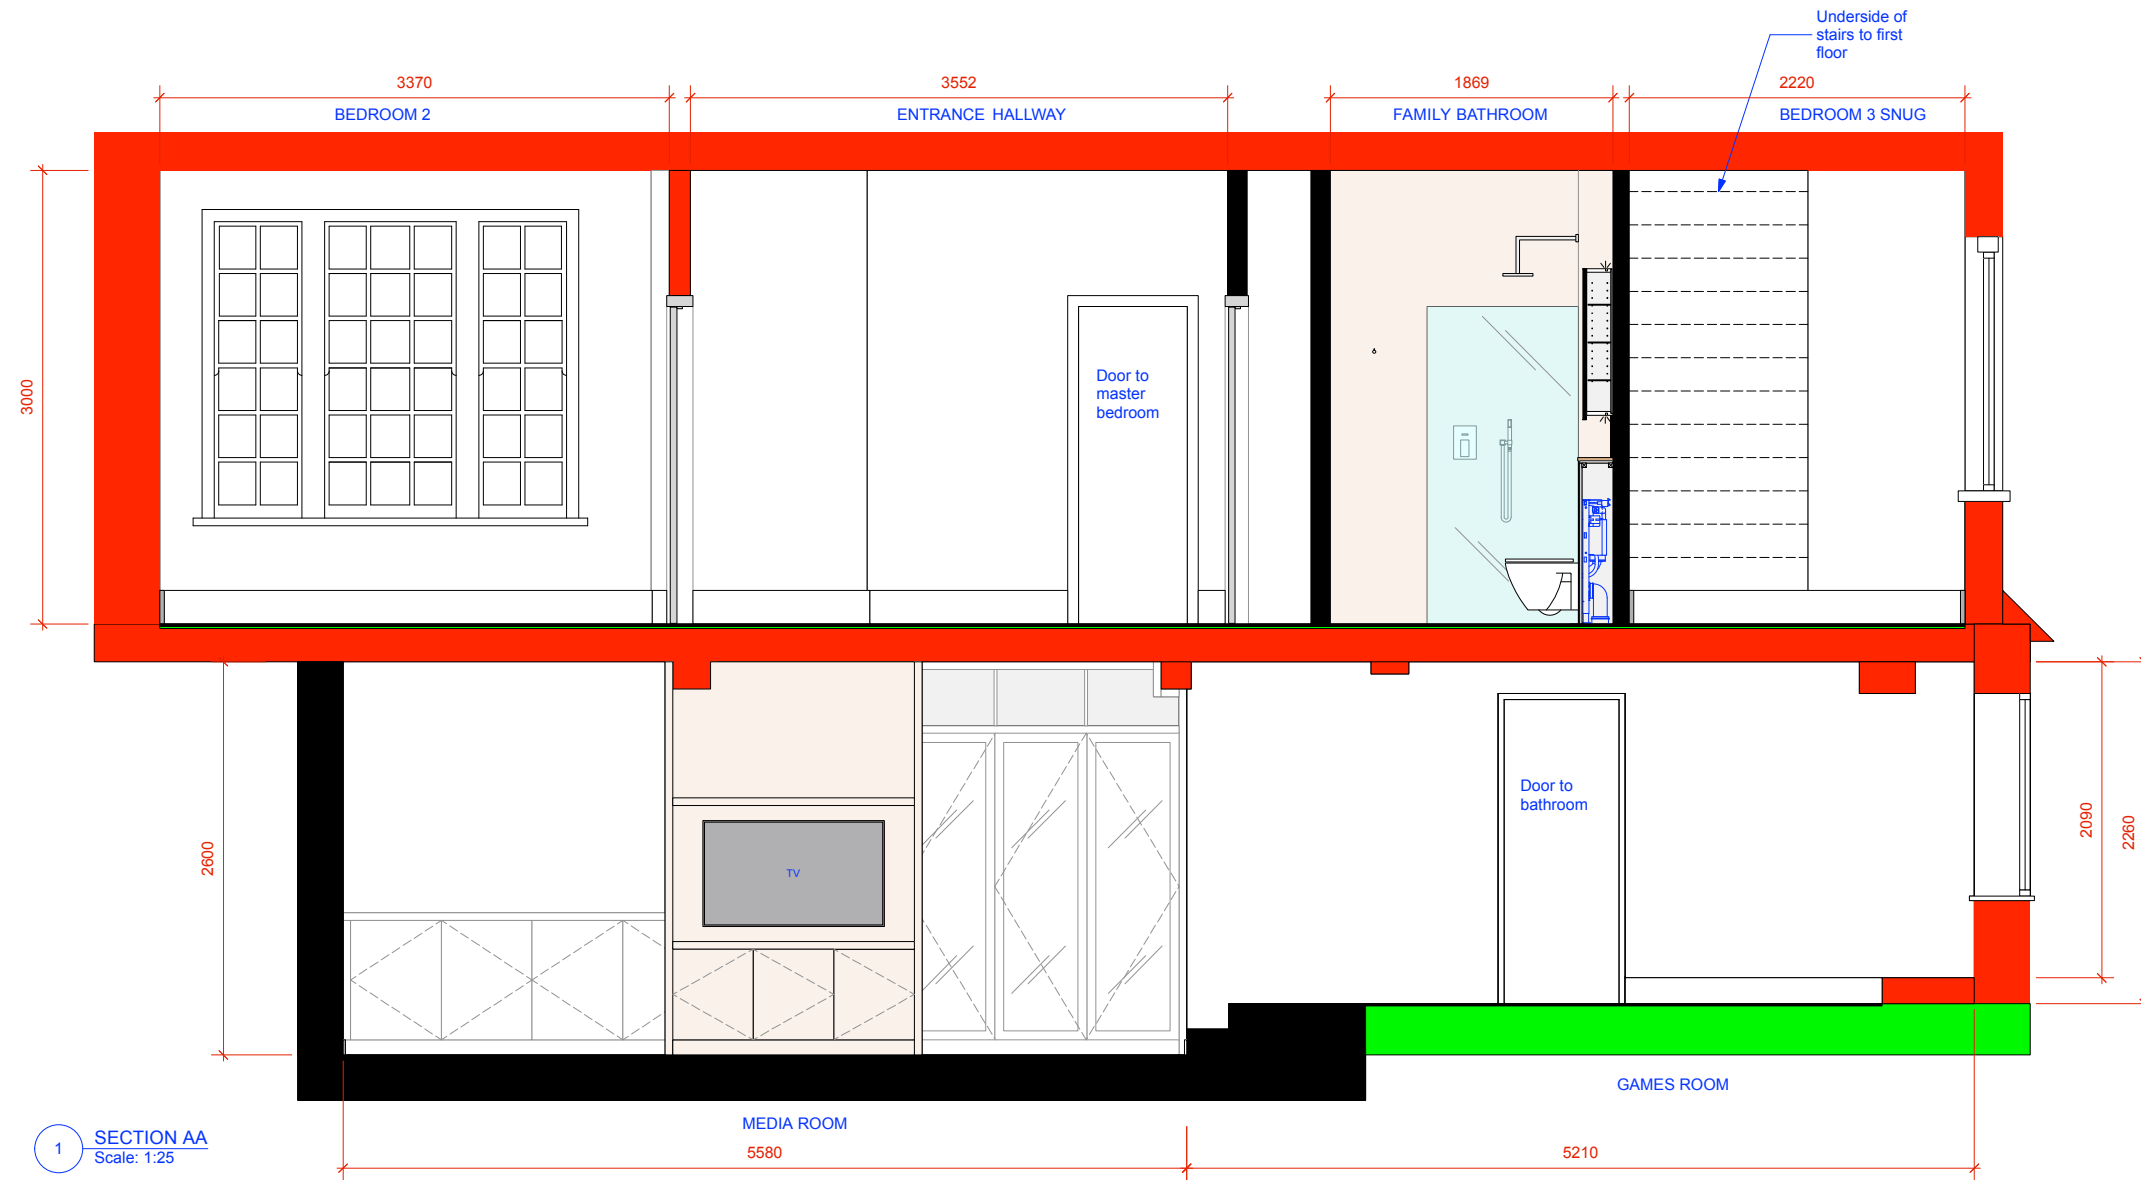 Underside of
stairs to first
floor
3370
3552
1869
2220
BEDROOM 2
ENTRANCE HALLWAY
FAMILY BATHROOM
BEDROOM 3 SNUG
3000
Door to
master
bedroom
2600
TV
Door to
bathroom
2090
2260
GAMES ROOM
MEDIA ROOM
1
SECTION AA
Scale: 1:25
5580
5210